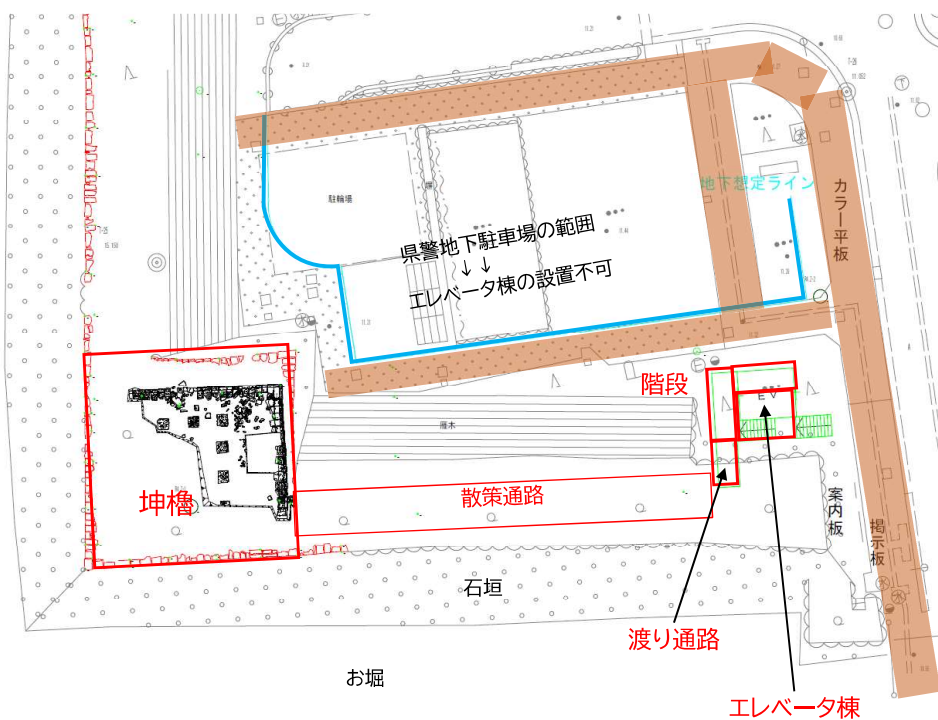 駐輪場
地下想定ライン
カラー平板
県警地下駐車場の範囲
↓↓
エレベータ棟の設置不可
階段
EV
雁木
坤櫓
散策通路
案内板
掲示板
石垣
渡り通路
お堀
エレベータ棟